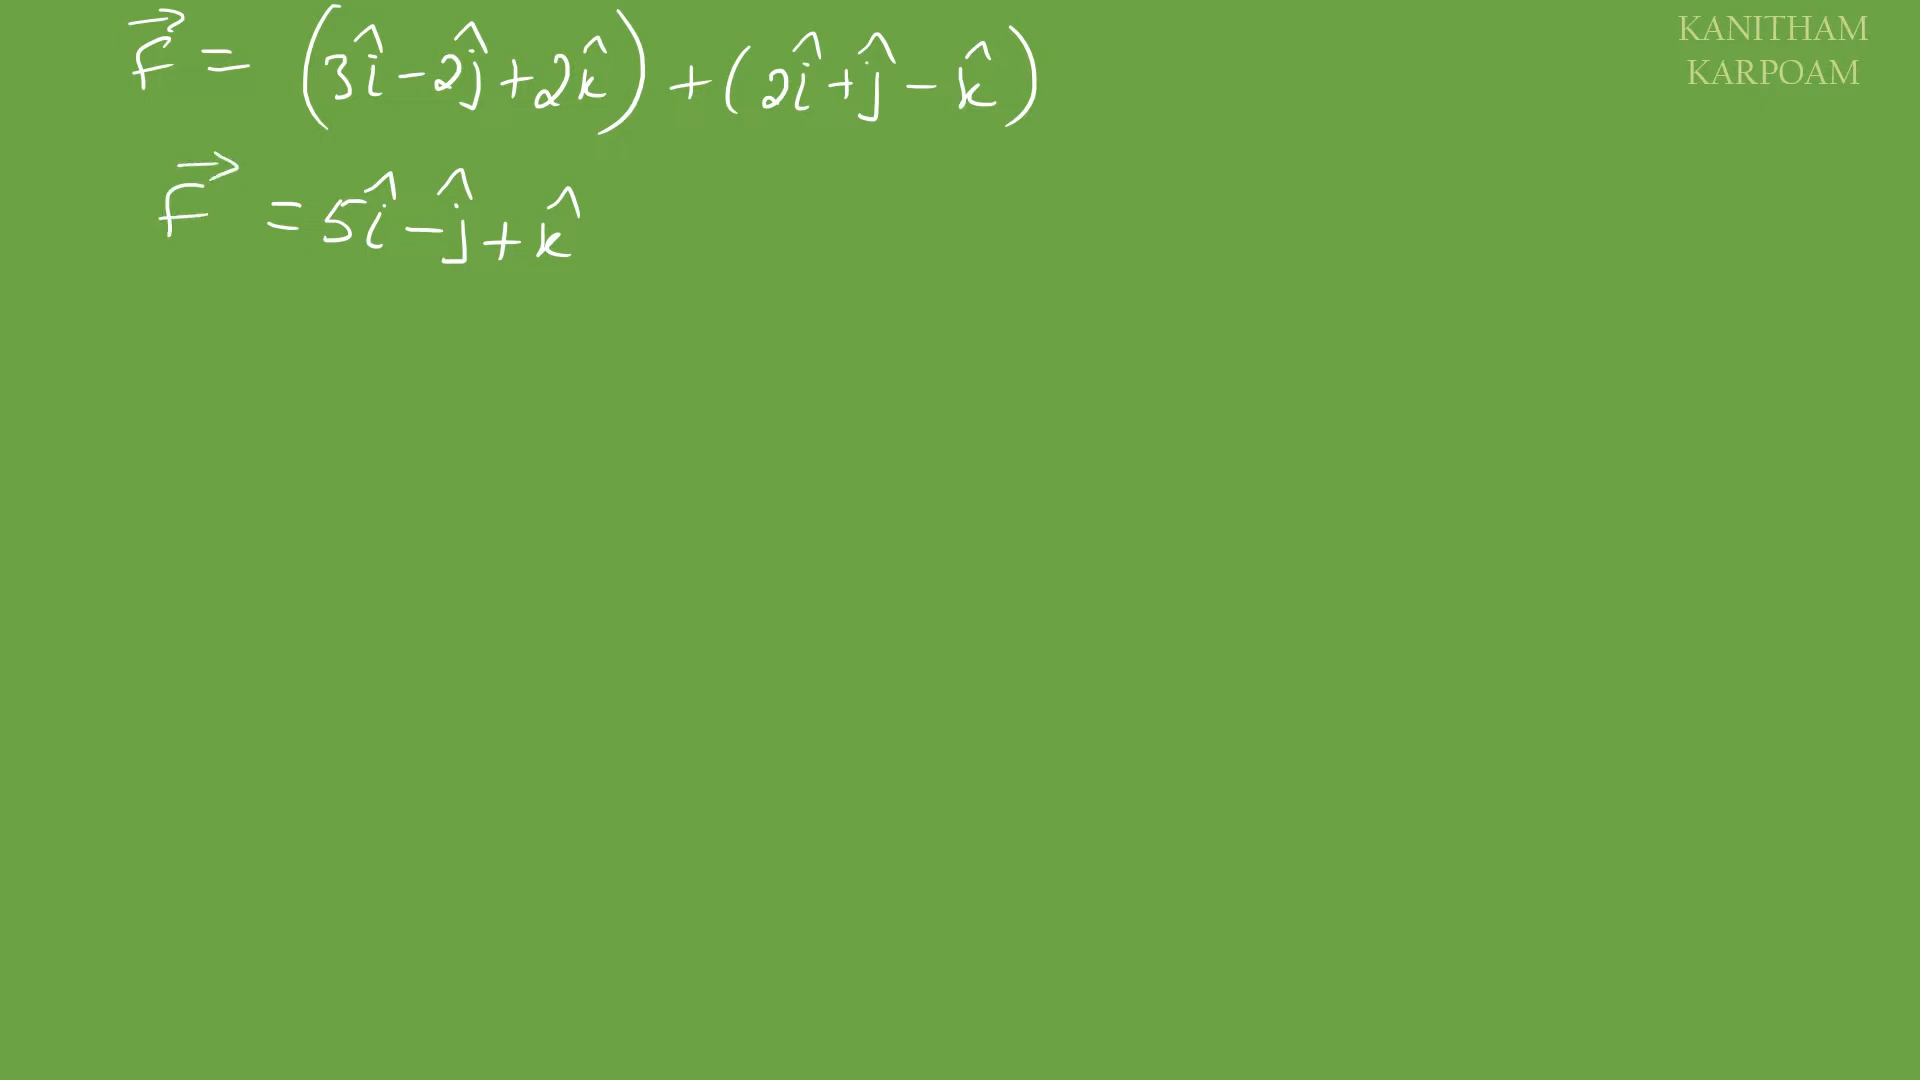 F⃗ = (3î − 2ĵ + 2k̂) + (2î + ĵ − k̂)
F⃗ = 5î − ĵ + k̂
KANITHAM
KARPOAM